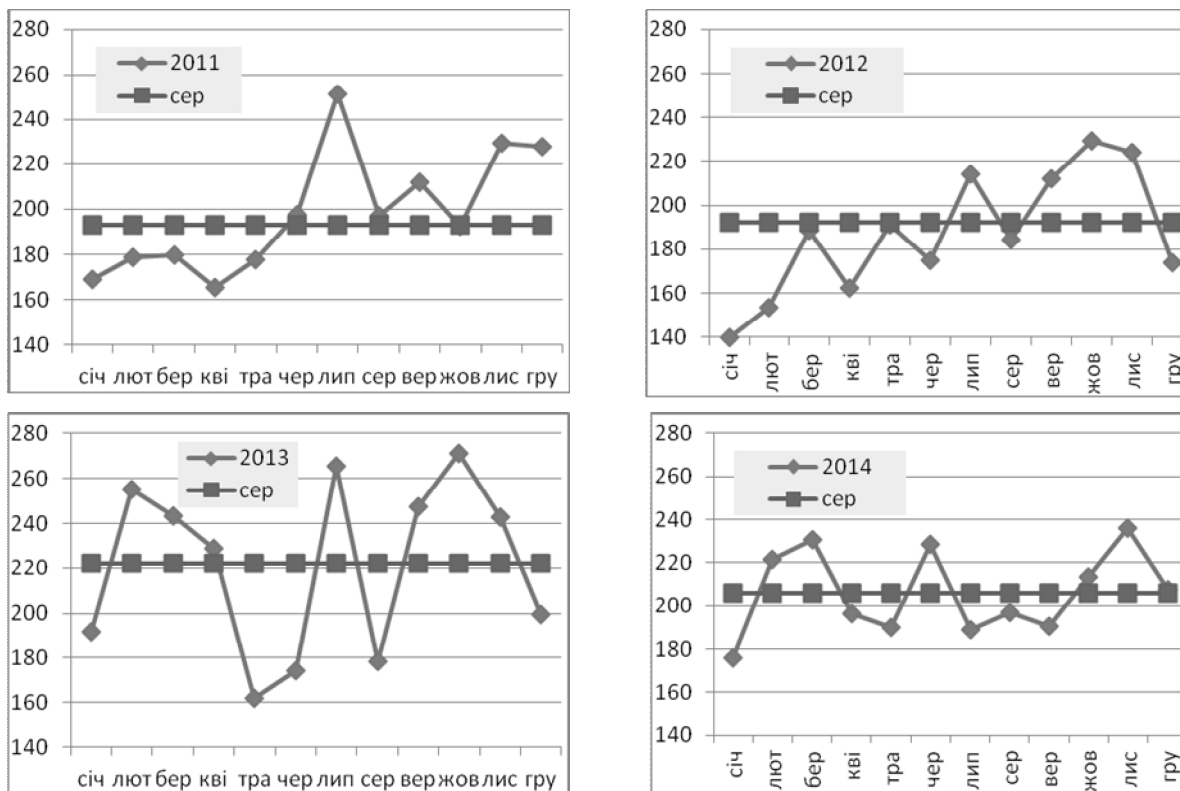 280
260
240
220
200
180
160
140
2011
сер
січ лют бер кві тра чер лип сер вер жов лис гру
280
260
240
220
200
180
160
140
2012
сер
січ
лют
бер
кві
тра
чер
лип
сер
вер
жов
лис
гру
280
260
240
220
200
180
160
140
2013
сер
січ лют бер кві тра чер лип сер вер жов лис гру
280
260
240
220
200
180
160
140
2014
сер
січ
лют
бер
кві
тра
чер
лип
сер
вер
жов
лис
гру